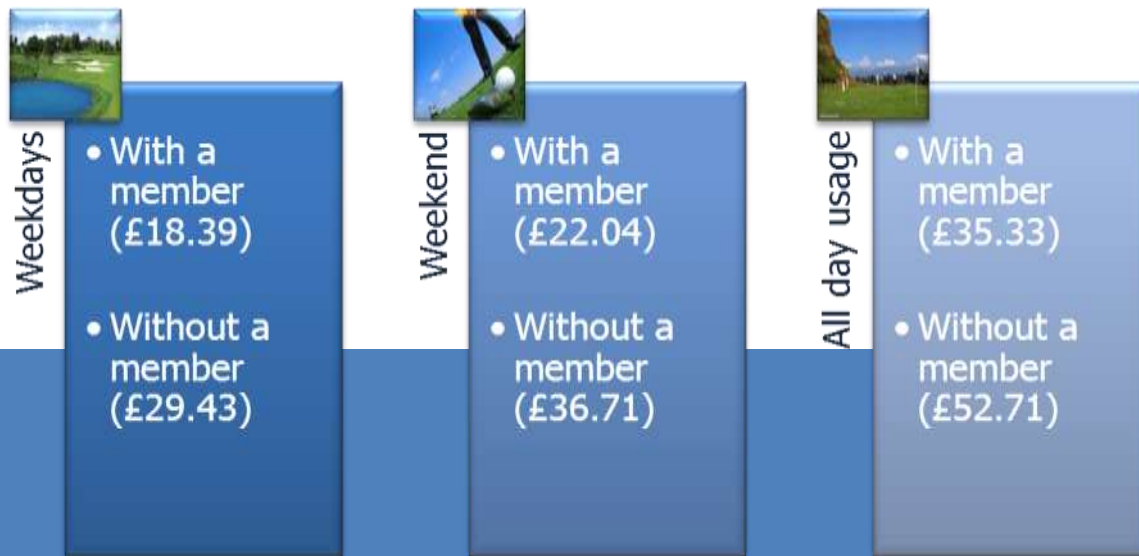 Weekdays
• With a
member
(£18.39)
• Without a
member
(£29.43)
Weekend
• With a
member
(£22.04)
• Without a
member
(£36.71)
All day usage
• With a
member
(£35.33)
• Without a
member
(£52.71)